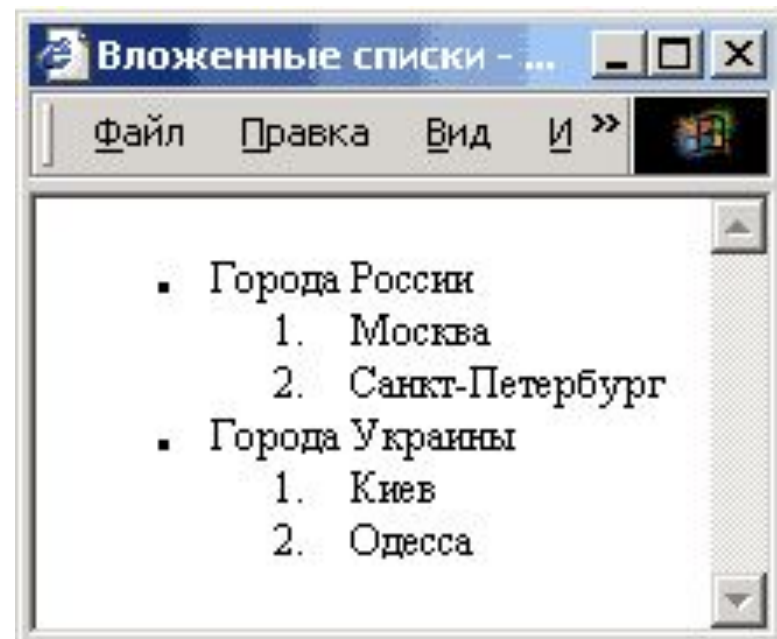 Вложенные списки - ...
Файл Правка Вид И »
▪ Города России
1. Москва
2. Санкт-Петербург
▪ Города Украины
1. Киев
2. Одесса